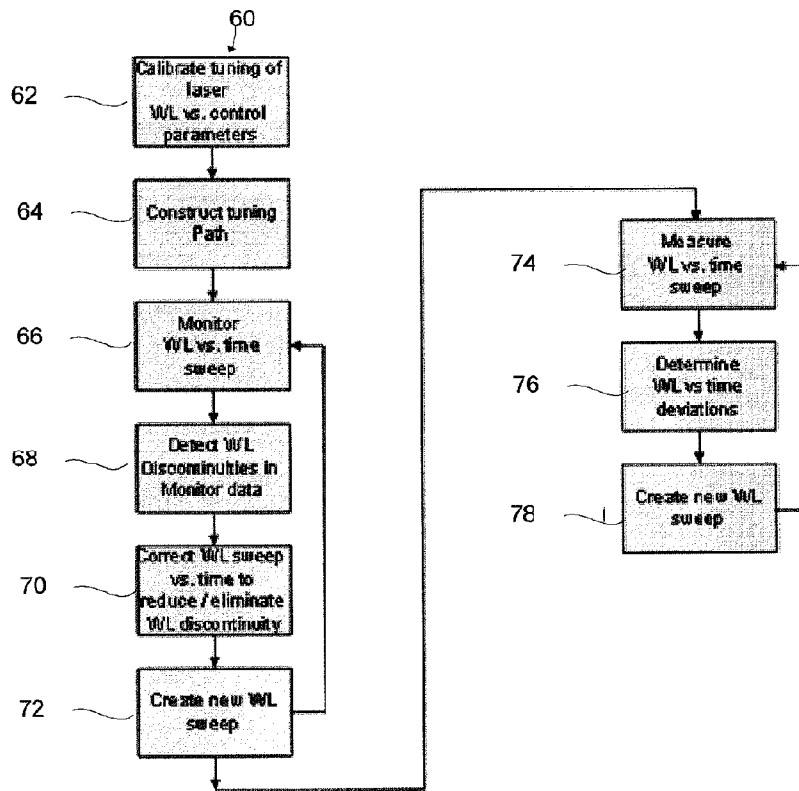 60
62
Calibrate tuning of
laser
WL vs. control
parameters
64
Construct tuning
Path
66
Monitor
WL vs. time
sweep
68
Detect WL
Discontinuities in
Monitor data
70
Correct WL sweep
vs. time to
reduce / eliminate
WL discontinuity
72
Create new WL
sweep
74
Measure
WL vs. time
sweep
76
Determine
WL vs time
deviations
78
Create new WL
sweep